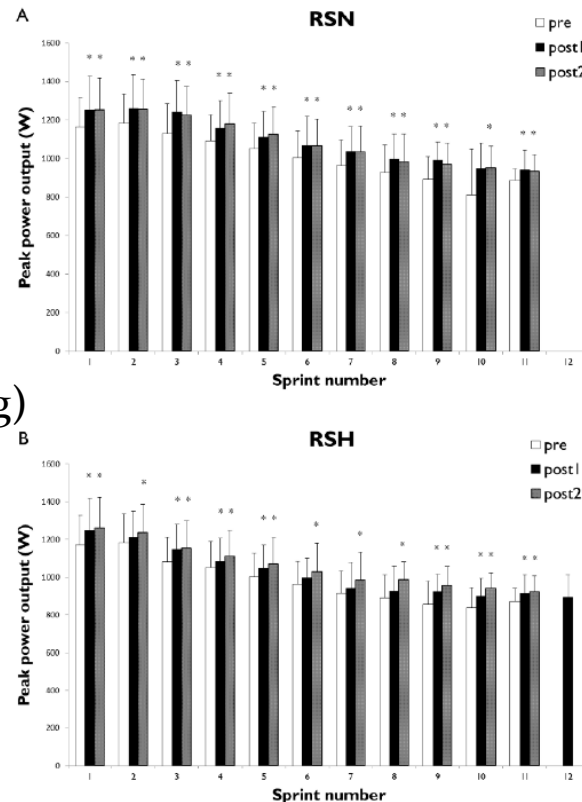 A
RSN
pre
post1
post2
Peak power output (W)
1600
1400
1200
1000
800
600
400
200
0
* * * * * * * * * * * * * * * * * * * * *
1 2 3 4 5 6 7 8 9 10 11 12
Sprint number
g)
B
RSH
pre
post1
post2
Peak power output (W)
1600
1400
1200
1000
800
600
400
200
0
* * * * * * * * * * * * * * * * * *
1 2 3 4 5 6 7 8 9 10 11 12
Sprint number